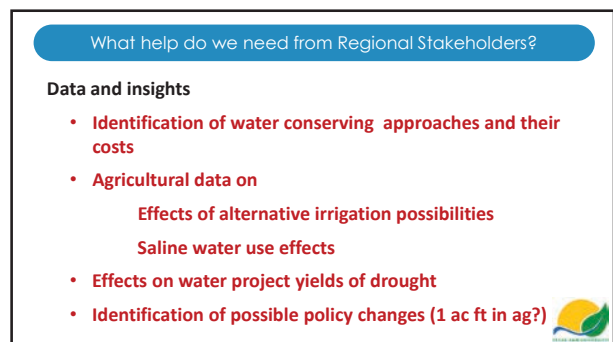 What help do we need from Regional Stakeholders?
Data and insights
• Identification of water conserving approaches and their
costs
• Agricultural data on
Effects of alternative irrigation possibilities
Saline water use effects
• Effects on water project yields of drought
• Identification of possible policy changes (1 ac ft in ag?)